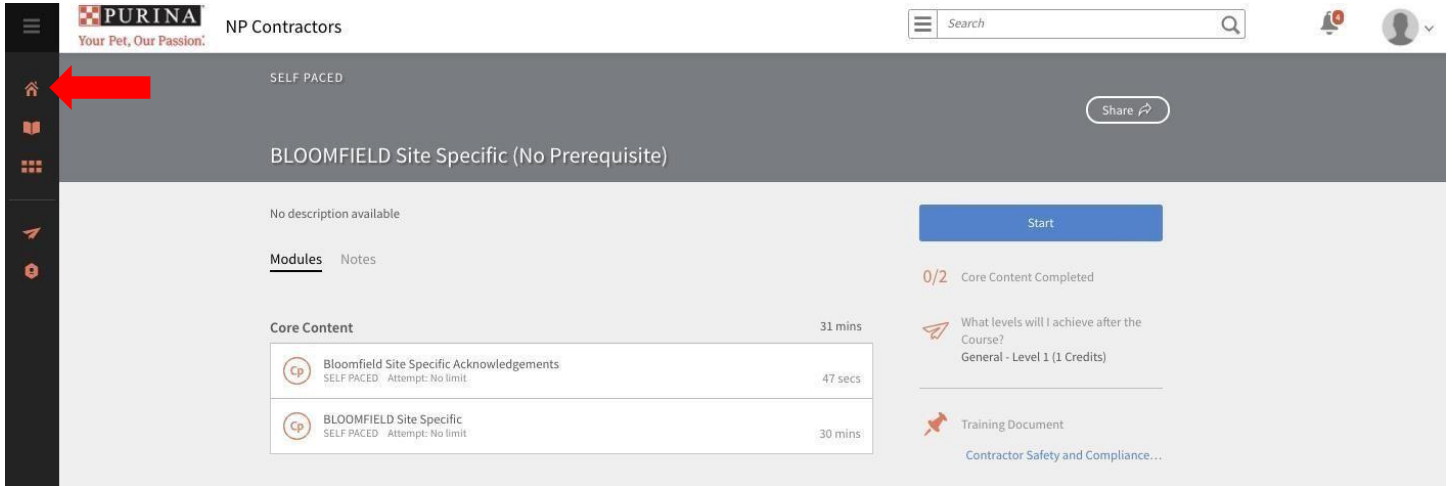 PURINA
Your Pet, Our Passion.
NP Contractors
Search
4
SELF PACED
Share
BLOOMFIELD Site Specific (No Prerequisite)
No description available
Start
Modules Notes
0/2 Core Content Completed
Core Content 31 mins
What levels will I achieve after the
Course?
General - Level 1 (1 Credits)
Cp
Bloomfield Site Specific Acknowledgements
SELF PACED Attempt: No limit
47 secs
Cp
BLOOMFIELD Site Specific
SELF PACED Attempt: No limit
30 mins
Training Document
Contractor Safety and Compliance...